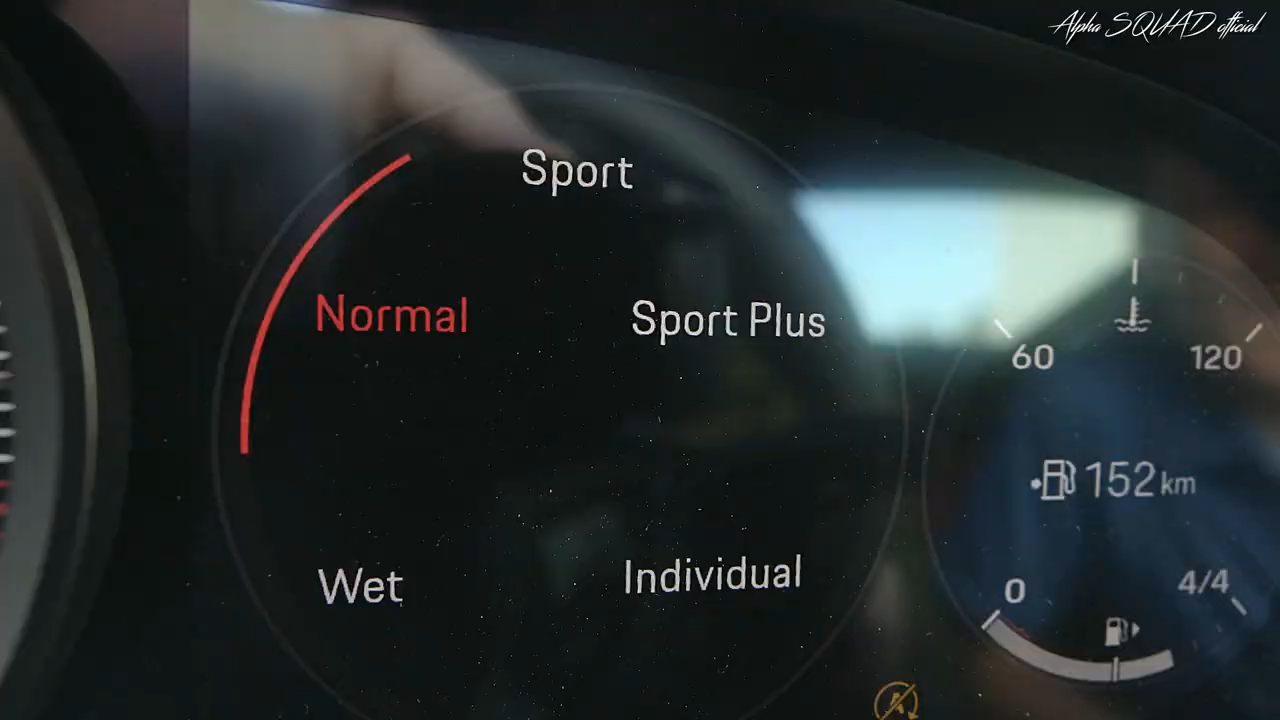 Alpha SQUAD official
Sport
Normal
Sport Plus
60
120
152 km
Wet
Individual
0
4/4